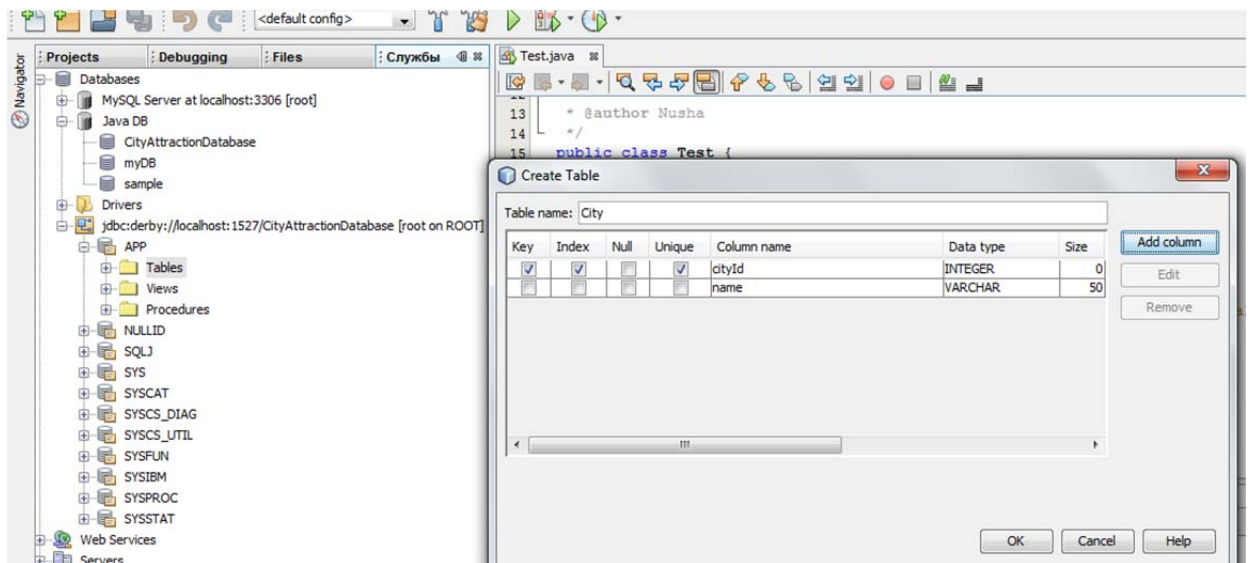 <default config>
Navigator
Projects
Debugging
Files
Службы
Databases
MySQL Server at localhost:3306 [root]
Java DB
CityAttractionDatabase
myDB
sample
Drivers
jdbc:derby://localhost:1527/CityAttractionDatabase [root on ROOT]
APP
Tables
Views
Procedures
NULLID
SQLJ
SYS
SYSCAT
SYSCS_DIAG
SYSCS_UTIL
SYSFUN
SYSIBM
SYSPROC
SYSSTAT
Web Services
Servers
Test.java
13 * @author Nusha
14 */
15 public class Test {
Create Table
Table name: City
Key Index Null Unique Column name Data type Size
cityId INTEGER 0
name VARCHAR 50
Add column
Edit
Remove
OK Cancel Help